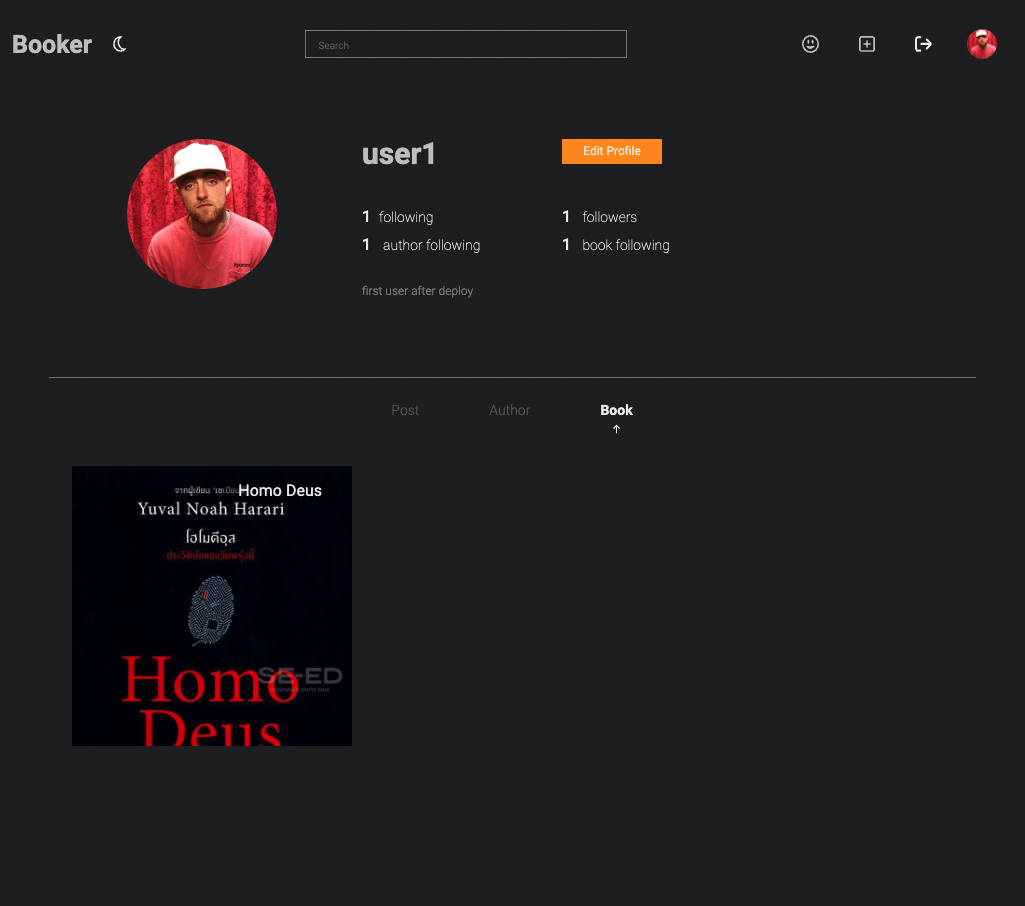 Booker
Search
user1
Edit Profile
1 following
1 followers
1 author following
1 book following
first user after deploy
Post
Author
Book
จากผู้เขียน 'เซเปียน
Homo Deus
Yuval Noah Harari
โฮโมดีอุส
ประวัติย่อของวันพรุ่งนี้
Homo
SE-ED
Deus